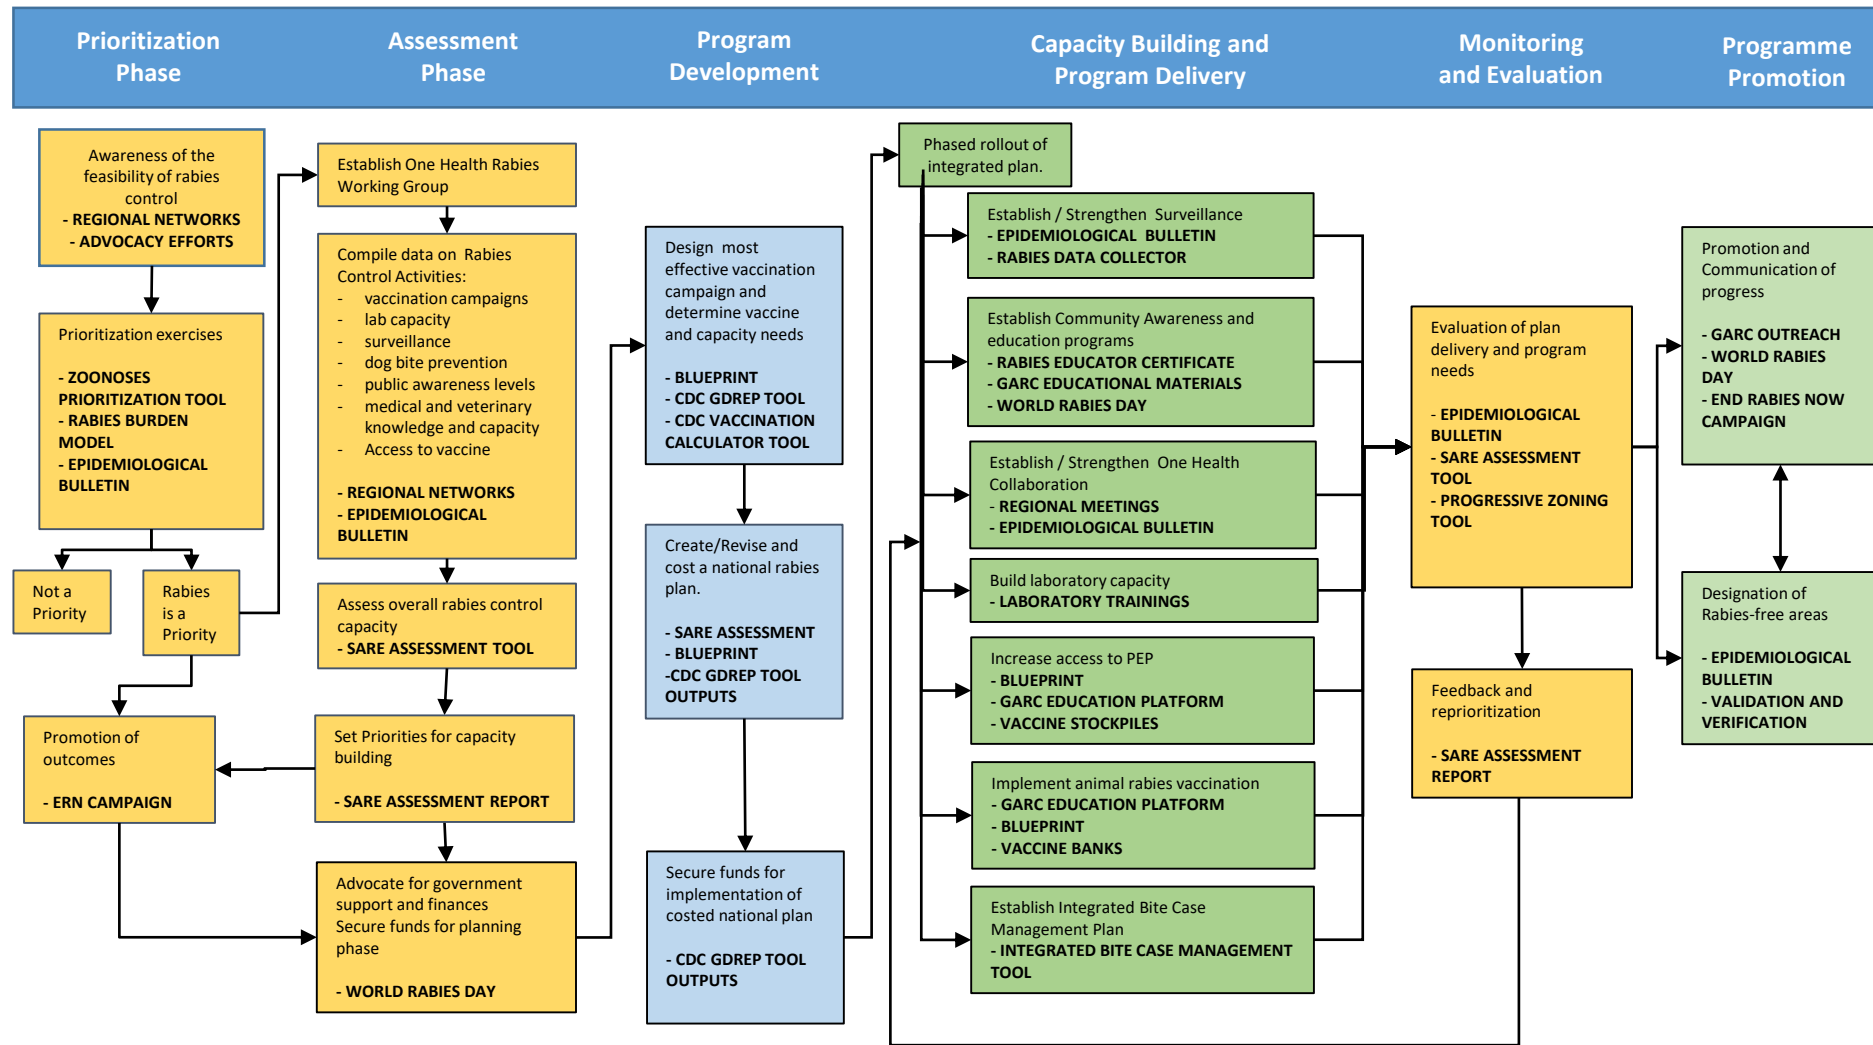 Prioritization
Phase
Assessment
Phase
Program
Development
Capacity Building and
Program Delivery
Monitoring
and Evaluation
Programme
Promotion
Awareness of the
feasibility of rabies
control
- REGIONAL NETWORKS
- ADVOCACY EFFORTS
Prioritization exercises
- ZOONOSES
PRIORITIZATION TOOL
- RABIES BURDEN
MODEL
- EPIDEMIOLOGICAL
BULLETIN
Not a
Priority
Rabies
is a
Priority
Promotion of
outcomes
- ERN CAMPAIGN
Establish One Health Rabies
Working Group
Compile data on Rabies
Control Activities:
- vaccination campaigns
- lab capacity
- surveillance
- dog bite prevention
- public awareness levels
- medical and veterinary
knowledge and capacity
- Access to vaccine
- REGIONAL NETWORKS
- EPIDEMIOLOGICAL
BULLETIN
Assess overall rabies control
capacity
- SARE ASSESSMENT TOOL
Set Priorities for capacity
building
- SARE ASSESSMENT REPORT
Advocate for government
support and finances
Secure funds for planning
phase
- WORLD RABIES DAY
Design most
effective vaccination
campaign and
determine vaccine
and capacity needs
- BLUEPRINT
- CDC GDREP TOOL
- CDC VACCINATION
CALCULATOR TOOL
Create/Revise and
cost a national rabies
plan.
- SARE ASSESSMENT
- BLUEPRINT
-CDC GDREP TOOL
OUTPUTS
Secure funds for
implementation of
costed national plan
- CDC GDREP TOOL
OUTPUTS
Phased rollout of
integrated plan.
Establish / Strengthen Surveillance
- EPIDEMIOLOGICAL BULLETIN
- RABIES DATA COLLECTOR
Establish Community Awareness and
education programs
- RABIES EDUCATOR CERTIFICATE
- GARC EDUCATIONAL MATERIALS
- WORLD RABIES DAY
Establish / Strengthen One Health
Collaboration
- REGIONAL MEETINGS
- EPIDEMIOLOGICAL BULLETIN
Build laboratory capacity
- LABORATORY TRAININGS
Increase access to PEP
- BLUEPRINT
- GARC EDUCATION PLATFORM
- VACCINE STOCKPILES
Implement animal rabies vaccination
- GARC EDUCATION PLATFORM
- BLUEPRINT
- VACCINE BANKS
Establish Integrated Bite Case
Management Plan
- INTEGRATED BITE CASE MANAGEMENT
TOOL
Evaluation of plan
delivery and program
needs
- EPIDEMIOLOGICAL
BULLETIN
- SARE ASSESSMENT
TOOL
- PROGRESSIVE ZONING
TOOL
Feedback and
reprioritization
- SARE ASSESSMENT
REPORT
Promotion and
Communication of
progress
- GARC OUTREACH
- WORLD RABIES
DAY
- END RABIES NOW
CAMPAIGN
Designation of
Rabies-free areas
- EPIDEMIOLOGICAL
BULLETIN
- VALIDATION AND
VERIFICATION